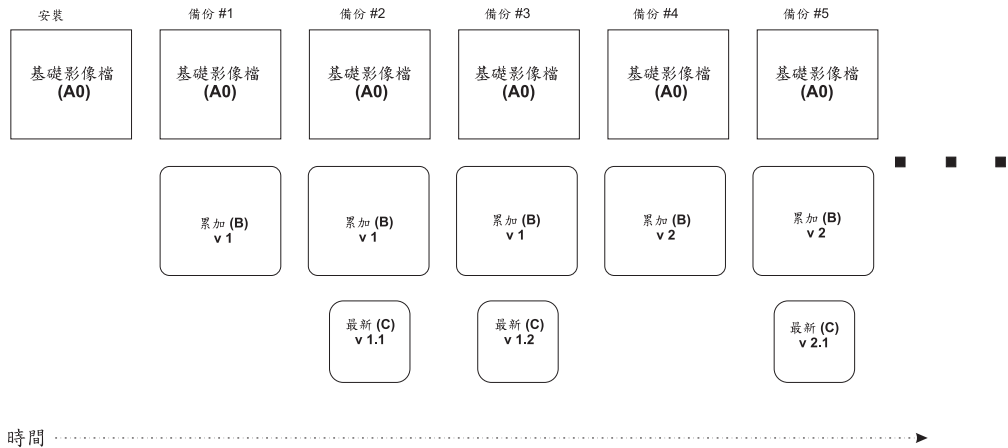 安裝
備份 #1
備份 #2
備份 #3
備份 #4
備份 #5
基礎影像檔
(A0)
基礎影像檔
(A0)
基礎影像檔
(A0)
基礎影像檔
(A0)
基礎影像檔
(A0)
基礎影像檔
(A0)
累加 (B)
v 1
累加 (B)
v 1
累加 (B)
v 1
累加 (B)
v 2
累加 (B)
v 2
最新 (C)
v 1.1
最新 (C)
v 1.2
最新 (C)
v 2.1
時間